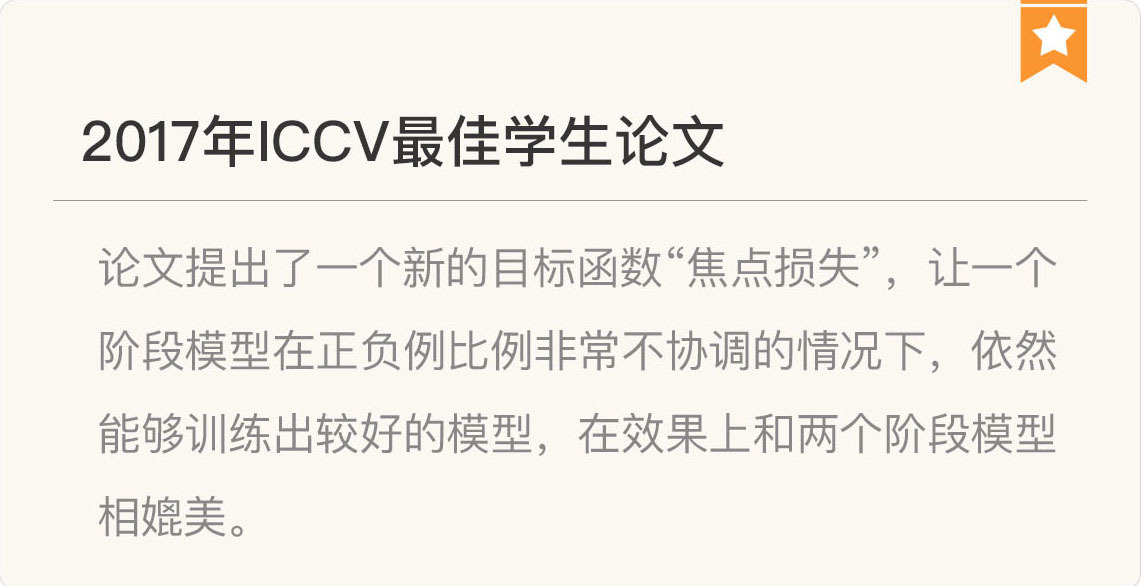 2017年ICCV最佳学生论文
论文提出了一个新的目标函数“焦点损失”，让一个
阶段模型在正负例比例非常不协调的情况下，依然
能够训练出较好的模型，在效果上和两个阶段模型
相媲美。